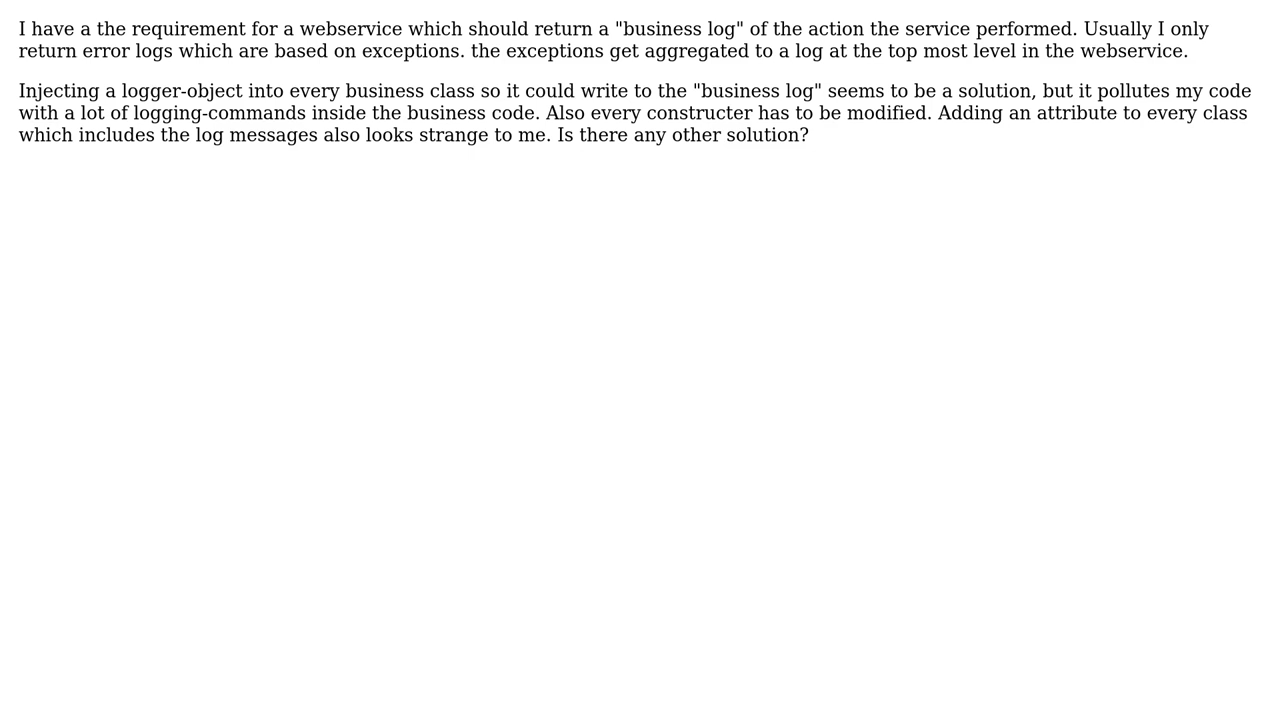 I have a the requirement for a webservice which should return a "business log" of the action the service performed. Usually I only
return error logs which are based on exceptions. the exceptions get aggregated to a log at the top most level in the webservice.
Injecting a logger-object into every business class so it could write to the "business log" seems to be a solution, but it pollutes my code
with a lot of logging-commands inside the business code. Also every constructer has to be modified. Adding an attribute to every class
which includes the log messages also looks strange to me. Is there any other solution?